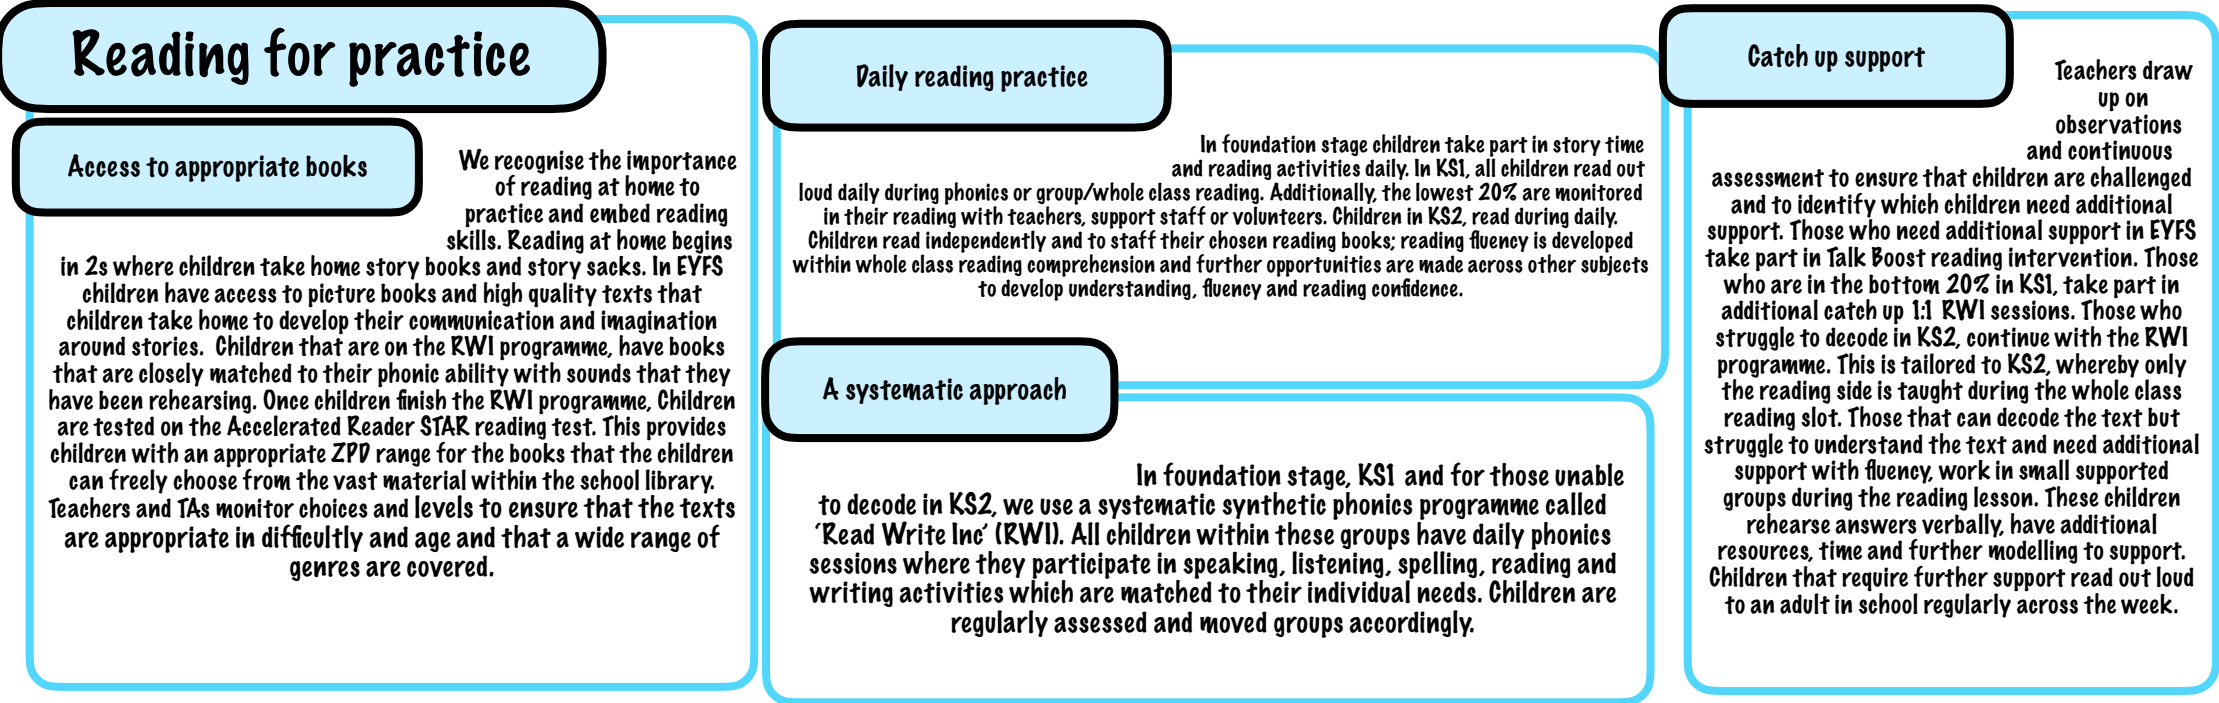 Reading for practice
Access to appropriate books
We recognise the importance
of reading at home to
practice and embed reading
skills. Reading at home begins
in 2s where children take home story books and story sacks. In EYFS
children have access to picture books and high quality texts that
children take home to develop their communication and imagination
around stories. Children that are on the RWI programme, have books
that are closely matched to their phonic ability with sounds that they
have been rehearsing. Once children finish the RWI programme, Children
are tested on the Accelerated Reader STAR reading test. This provides
children with an appropriate ZPD range for the books that the children
can freely choose from the vast material within the school library.
Teachers and TAs monitor choices and levels to ensure that the texts
are appropriate in difficultly and age and that a wide range of
genres are covered.
Daily reading practice
In foundation stage children take part in story time
and reading activities daily. In KS1, all children read out
loud daily during phonics or group/whole class reading. Additionally, the lowest 20% are monitored
in their reading with teachers, support staff or volunteers. Children in KS2, read during daily.
Children read independently and to staff their chosen reading books; reading fluency is developed
within whole class reading comprehension and further opportunities are made across other subjects
to develop understanding, fluency and reading confidence.
A systematic approach
In foundation stage, KS1 and for those unable
to decode in KS2, we use a systematic synthetic phonics programme called
‘Read Write Inc’ (RWI). All children within these groups have daily phonics
sessions where they participate in speaking, listening, spelling, reading and
writing activities which are matched to their individual needs. Children are
regularly assessed and moved groups accordingly.
Catch up support
Teachers draw
up on
observations
and continuous
assessment to ensure that children are challenged
and to identify which children need additional
support. Those who need additional support in EYFS
take part in Talk Boost reading intervention. Those
who are in the bottom 20% in KS1, take part in
additional catch up 1:1 RWI sessions. Those who
struggle to decode in KS2, continue with the RWI
programme. This is tailored to KS2, whereby only
the reading side is taught during the whole class
reading slot. Those that can decode the text but
struggle to understand the text and need additional
support with fluency, work in small supported
groups during the reading lesson. These children
rehearse answers verbally, have additional
resources, time and further modelling to support.
Children that require further support read out loud
to an adult in school regularly across the week.